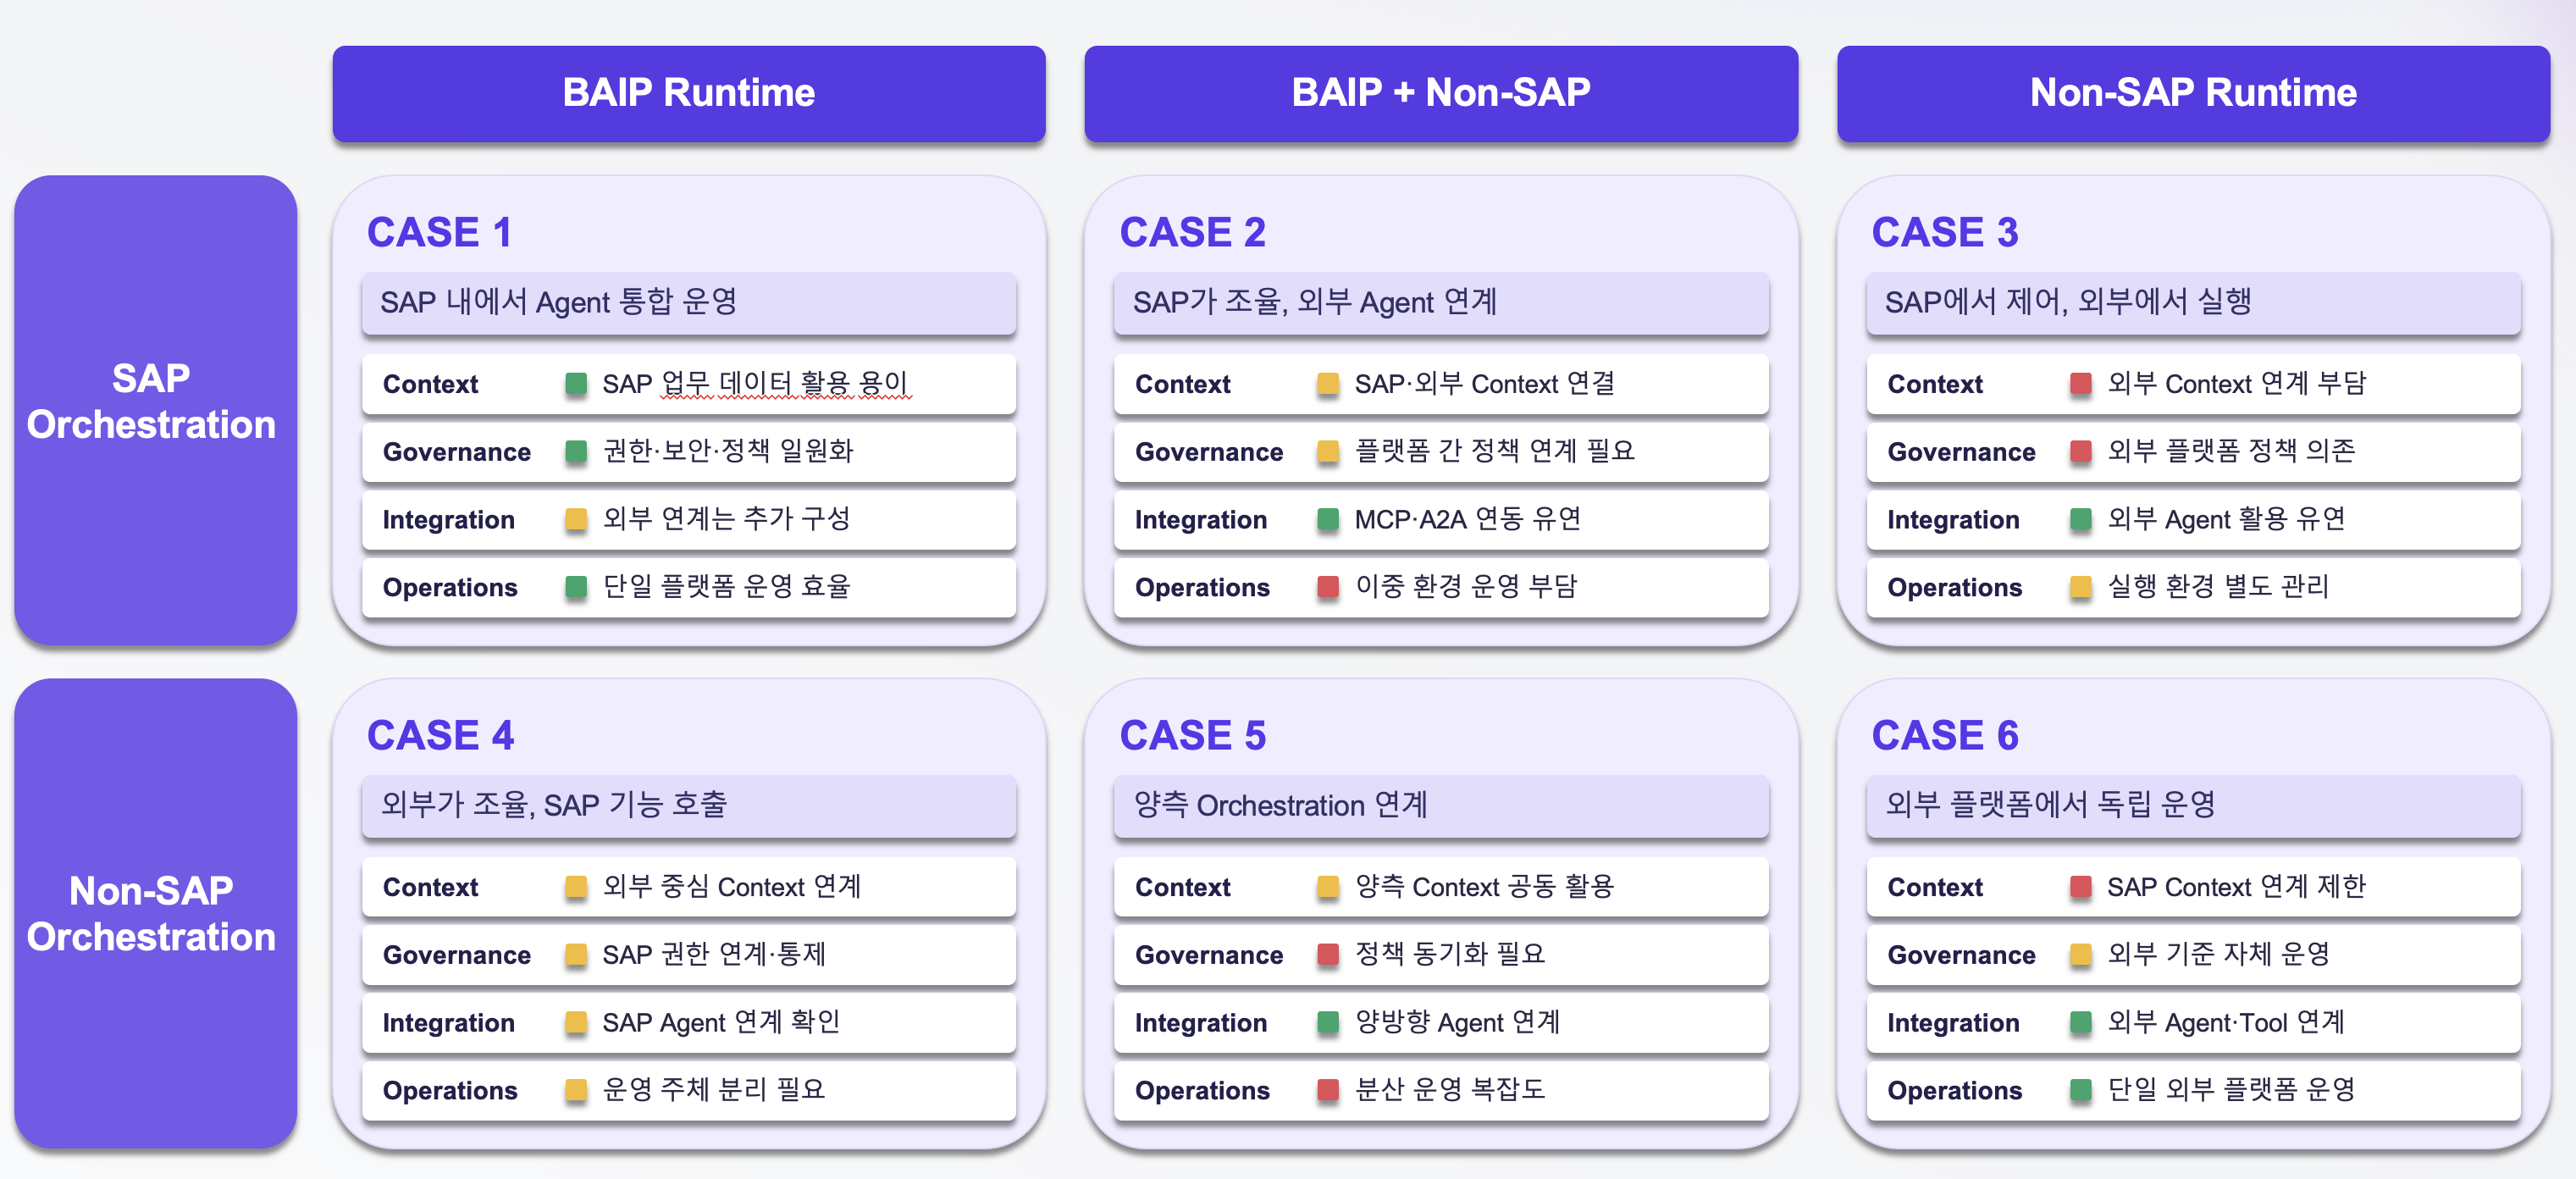 BAIP Runtime
BAIP + Non-SAP
Non-SAP Runtime
SAP
Orchestration
CASE 1
SAP 내에서 Agent 통합 운영
Context SAP 업무 데이터 활용 용이
Governance 권한·보안·정책 일원화
Integration 외부 연계는 추가 구성
Operations 단일 플랫폼 운영 효율
CASE 2
SAP가 조율, 외부 Agent 연계
Context SAP·외부 Context 연결
Governance 플랫폼 간 정책 연계 필요
Integration MCP·A2A 연동 유연
Operations 이중 환경 운영 부담
CASE 3
SAP에서 제어, 외부에서 실행
Context 외부 Context 연계 부담
Governance 외부 플랫폼 정책 의존
Integration 외부 Agent 활용 유연
Operations 실행 환경 별도 관리
Non-SAP
Orchestration
CASE 4
외부가 조율, SAP 기능 호출
Context 외부 중심 Context 연계
Governance SAP 권한 연계·통제
Integration SAP Agent 연계 확인
Operations 운영 주체 분리 필요
CASE 5
양측 Orchestration 연계
Context 양측 Context 공동 활용
Governance 정책 동기화 필요
Integration 양방향 Agent 연계
Operations 분산 운영 복잡도
CASE 6
외부 플랫폼에서 독립 운영
Context SAP Context 연계 제한
Governance 외부 기준 자체 운영
Integration 외부 Agent·Tool 연계
Operations 단일 외부 플랫폼 운영